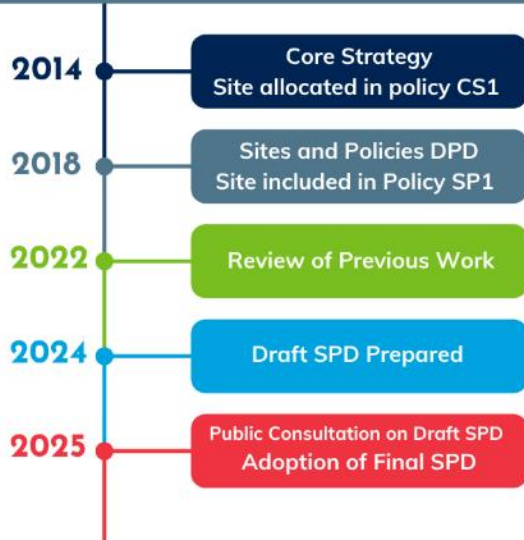 2014
Core Strategy
Site allocated in policy CS1
2018
Sites and Policies DPD
Site included in Policy SP1
2022
Review of Previous Work
2024
Draft SPD Prepared
2025
Public Consultation on Draft SPD
Adoption of Final SPD